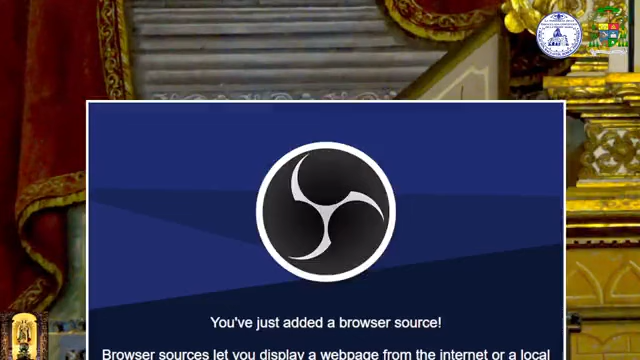 You've just added a browser source!
Browser sources let you display a webpage from the internet or a local